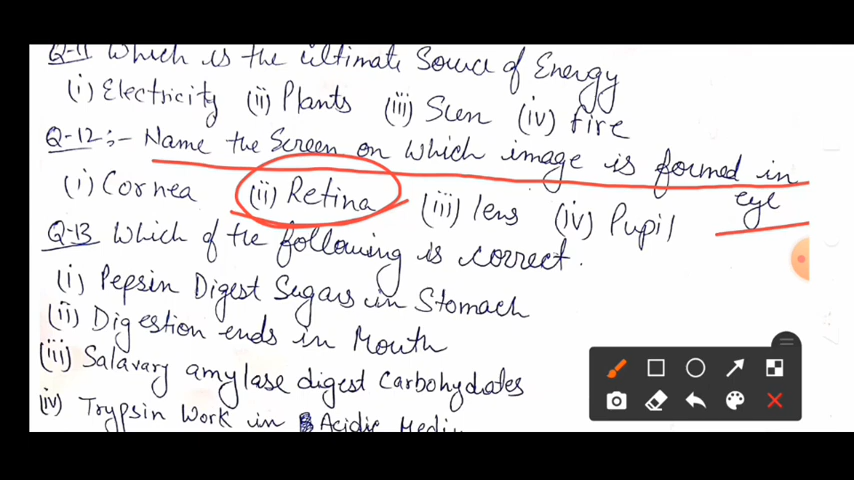 Q-11 Which is the ultimate Source of Energy
(i) Electricity (ii) Plants (iii) Sun (iv) fire
Q-12:- Name the Screen on which image is formed in eye
(i) Cornea (ii) Retina (iii) lens (iv) Pupil
Q-13 Which of the following is correct.
(i) Pepsin Digest Sugars in Stomach
(ii) Digestion ends in Mouth
(iii) Salavary amylase digest Carbohydrates
(iv) Trypsin Work in Acidic